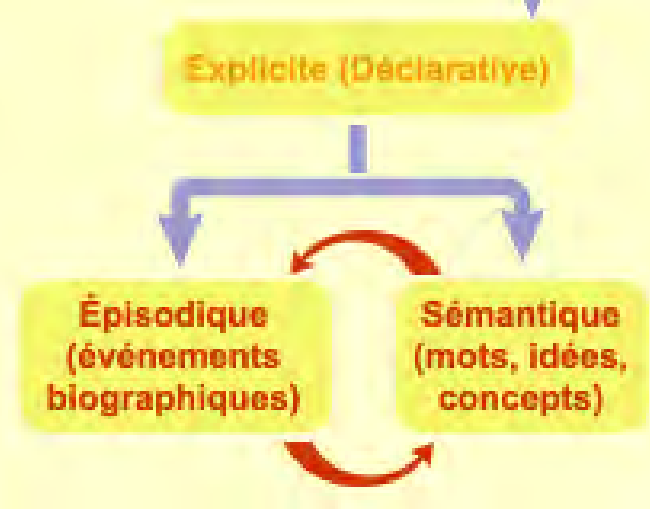 Explicite (Déclarative)
Épisodique
(événements
biographiques)
Sémantique
(mots, idées,
concepts)